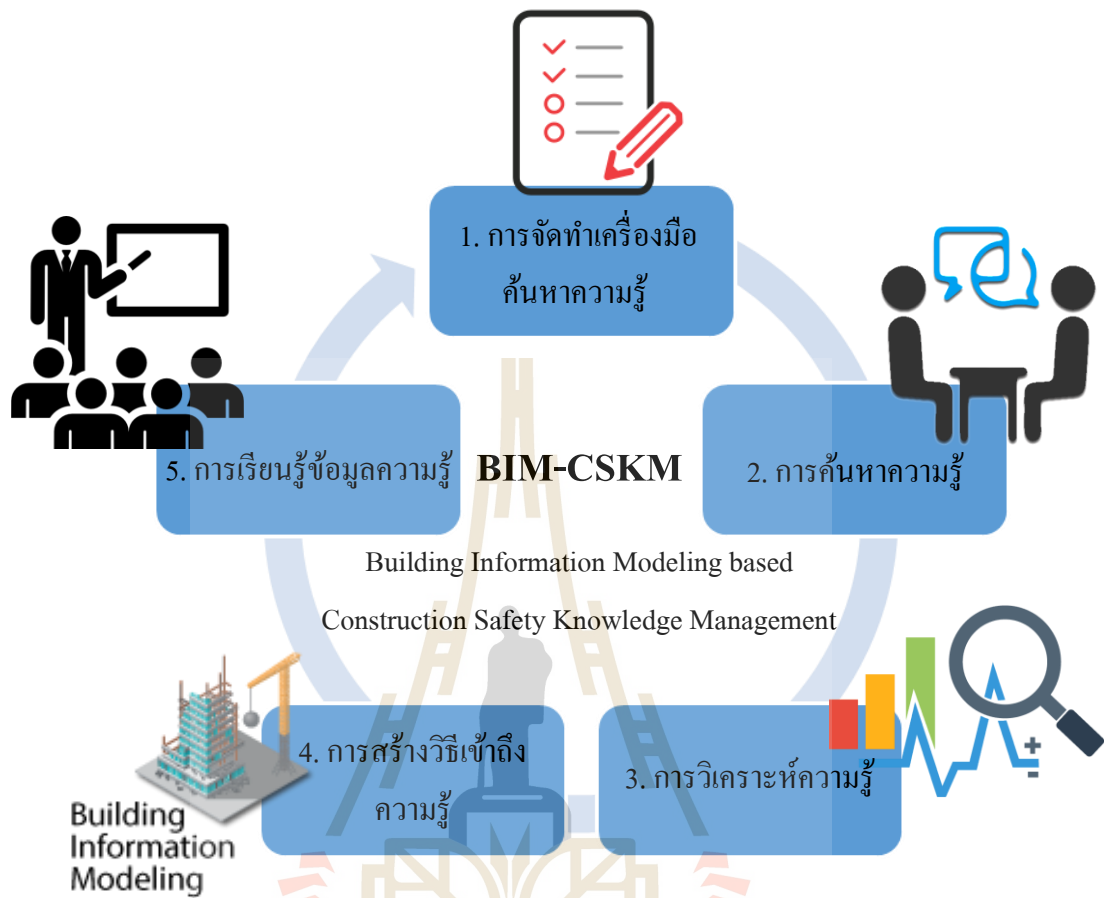 1. การจัดทำเครื่องมือ
ค้นหาความรู้
2. การค้นหาความรู้
3. การวิเคราะห์ความรู้
4. การสร้างวิธีเข้าถึง
ความรู้
5. การเรียนรู้ข้อมูลความรู้
BIM-CSKM
Building Information Modeling based
Construction Safety Knowledge Management
Building
Information
Modeling